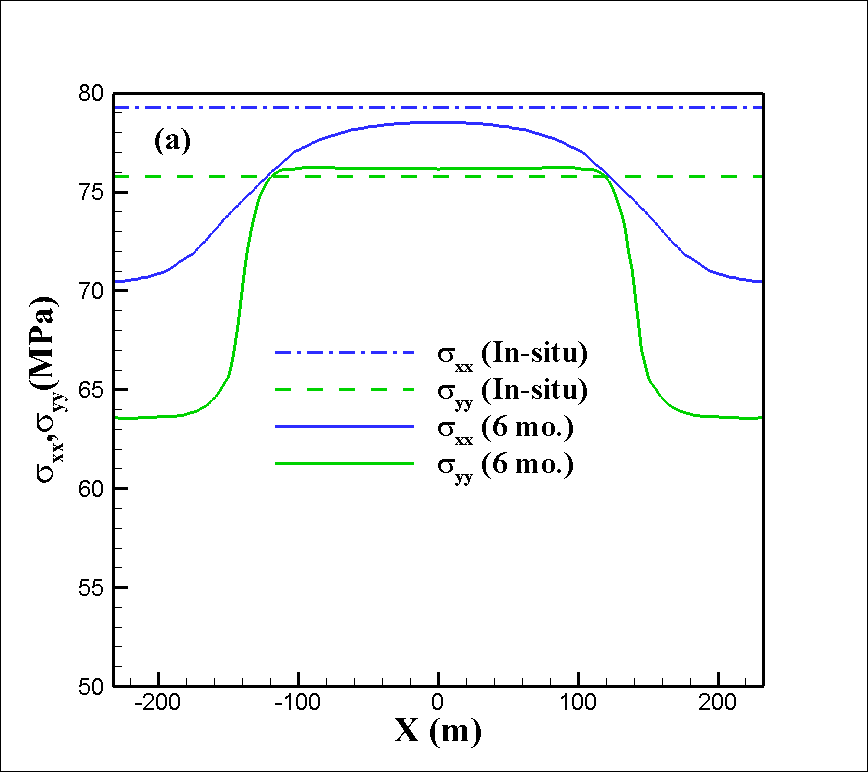 80
(a)
75
70
65
60
55
50
σxx,σyy(MPa)
σxx (In-situ)
σyy (In-situ)
σxx (6 mo.)
σyy (6 mo.)
-200 -100 0 100 200
X (m)